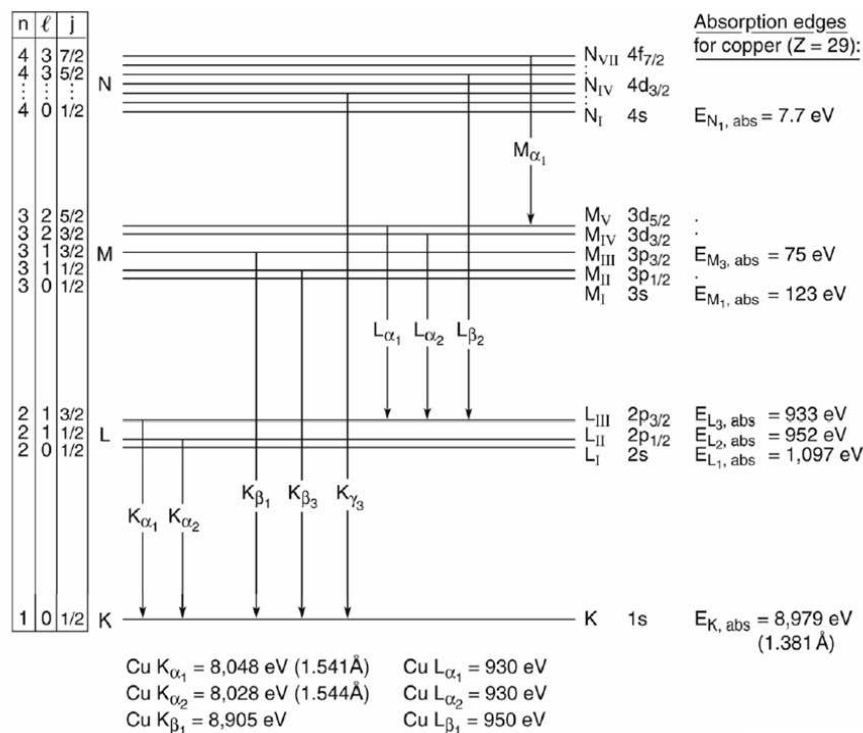 n ℓ j
Absorption edges
for copper (Z = 29):
4 3 7/2 N_VII 4f_7/2
4 3 5/2
⋮ ⋮ ⋮ N N_IV 4d_3/2
4 0 1/2 N_I 4s E_N₁, abs = 7.7 eV
M_α₁
3 2 5/2 M_V 3d_5/2 .
3 2 3/2 M_IV 3d_3/2 .
3 1 3/2 M M_III 3p_3/2 E_M₃, abs = 75 eV
3 1 1/2 M_II 3p_1/2 .
3 0 1/2 M_I 3s E_M₁, abs = 123 eV
L_α₁ L_α₂ L_β₂
2 1 3/2 L_III 2p_3/2 E_L₃, abs = 933 eV
2 1 1/2 L L_II 2p_1/2 E_L₂, abs = 952 eV
2 0 1/2 L_I 2s E_L₁, abs = 1,097 eV
K_α₁ K_α₂ K_β₁ K_β₃ K_γ₃
1 0 1/2 K K 1s E_K, abs = 8,979 eV
(1.381 Å)
Cu K_α₁ = 8,048 eV (1.541Å) Cu L_α₁ = 930 eV
Cu K_α₂ = 8,028 eV (1.544Å) Cu L_α₂ = 930 eV
Cu K_β₁ = 8,905 eV Cu L_β₁ = 950 eV